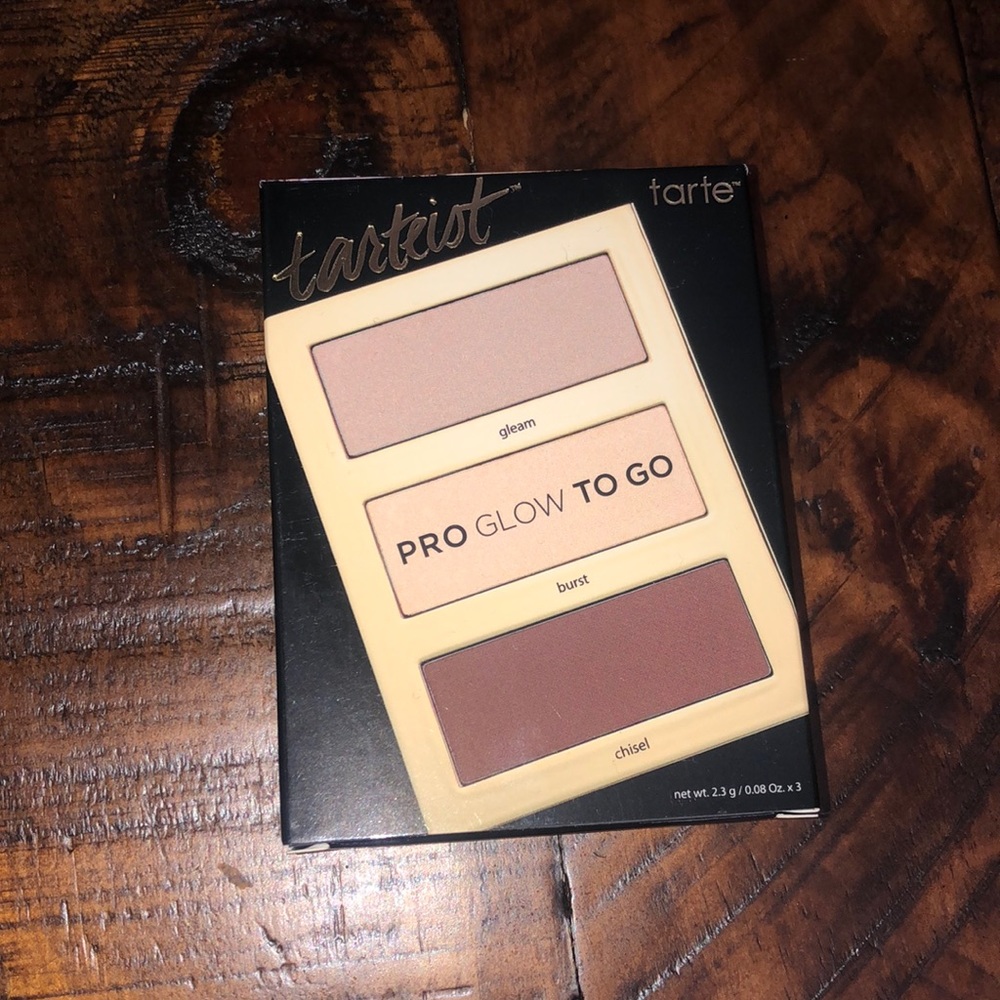 tarteist™
tarte™
gleam
PRO GLOW TO GO
burst
chisel
net wt. 2.3 g / 0.08 Oz. x 3